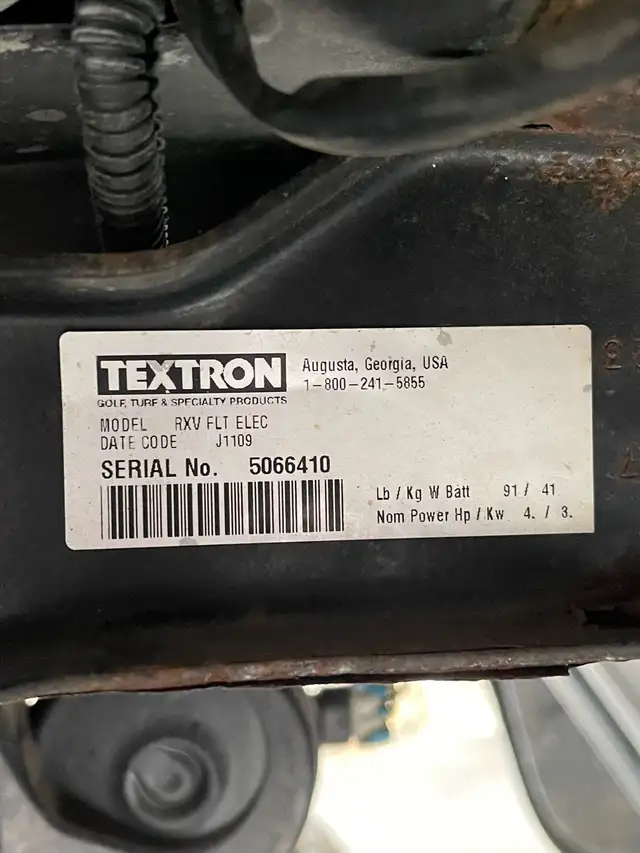 TEXTRON
GOLF, TURF & SPECIALTY PRODUCTS
Augusta, Georgia, USA
1-800-241-5855
MODEL RXV FLT ELEC
DATE CODE J1109
SERIAL No. 5066410
Lb / Kg W Batt 91 / 41
Nom Power Hp / Kw 4. / 3.